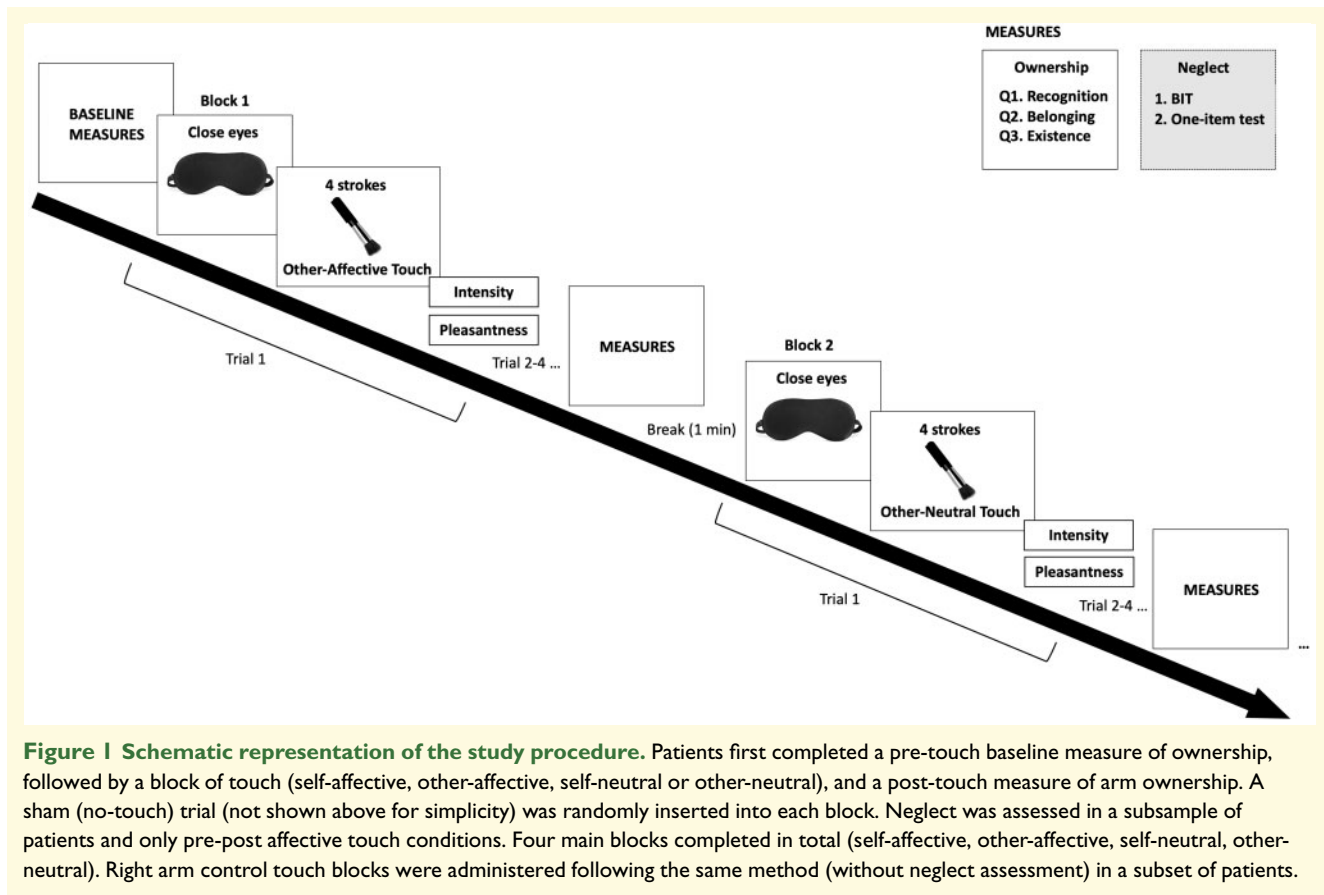 MEASURES
Ownership
Q1. Recognition
Q2. Belonging
Q3. Existence
Neglect
1. BIT
2. One-item test
BASELINE
MEASURES
Block 1
Close eyes
4 strokes
Other-Affective Touch
Intensity
Pleasantness
Trial 1
Trial 2-4 ...
MEASURES
Break (1 min)
Block 2
Close eyes
4 strokes
Other-Neutral Touch
Intensity
Pleasantness
Trial 1
Trial 2-4 ...
MEASURES
...
Figure 1 Schematic representation of the study procedure. Patients first completed a pre-touch baseline measure of ownership,
followed by a block of touch (self-affective, other-affective, self-neutral or other-neutral), and a post-touch measure of arm ownership. A
sham (no-touch) trial (not shown above for simplicity) was randomly inserted into each block. Neglect was assessed in a subsample of
patients and only pre-post affective touch conditions. Four main blocks completed in total (self-affective, other-affective, self-neutral, other-
neutral). Right arm control touch blocks were administered following the same method (without neglect assessment) in a subset of patients.